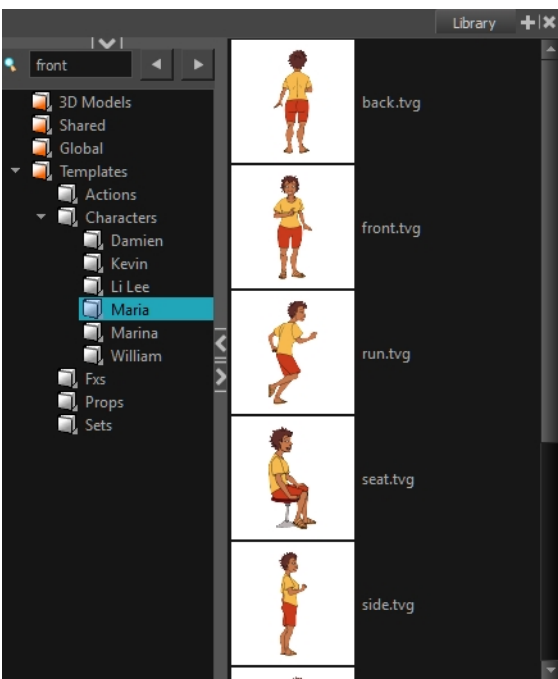 Library
front
3D Models
Shared
Global
Templates
Actions
Characters
Damien
Kevin
Li Lee
Maria
Marina
William
Fxs
Props
Sets
back.tvg
front.tvg
run.tvg
seat.tvg
side.tvg